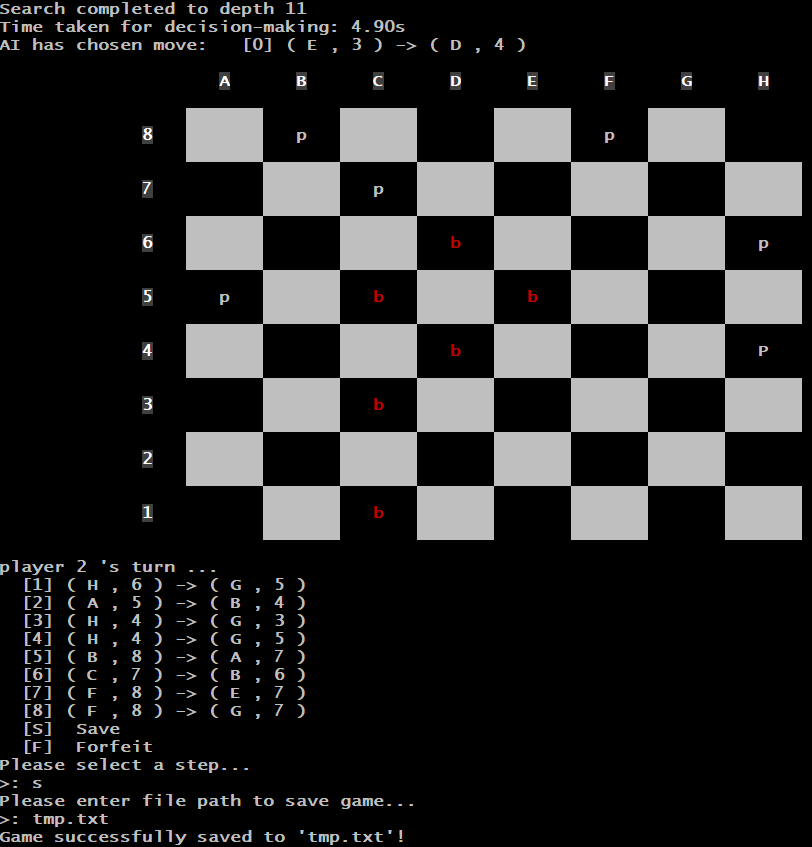 Search completed to depth 11
Time taken for decision-making: 4.90s
AI has chosen move:   [0] ( E , 3 ) -> ( D , 4 )
A B C D E F G H
8 p p
7 p
6 b p
5 p b b
4 b P
3 b
2
1 b
player 2 's turn ...
[1] ( H , 6 ) -> ( G , 5 )
[2] ( A , 5 ) -> ( B , 4 )
[3] ( H , 4 ) -> ( G , 3 )
[4] ( H , 4 ) -> ( G , 5 )
[5] ( B , 8 ) -> ( A , 7 )
[6] ( C , 7 ) -> ( B , 6 )
[7] ( F , 8 ) -> ( E , 7 )
[8] ( F , 8 ) -> ( G , 7 )
[S]  Save
[F]  Forfeit
Please select a step...
>: s
Please enter file path to save game...
>: tmp.txt
Game successfully saved to 'tmp.txt'!